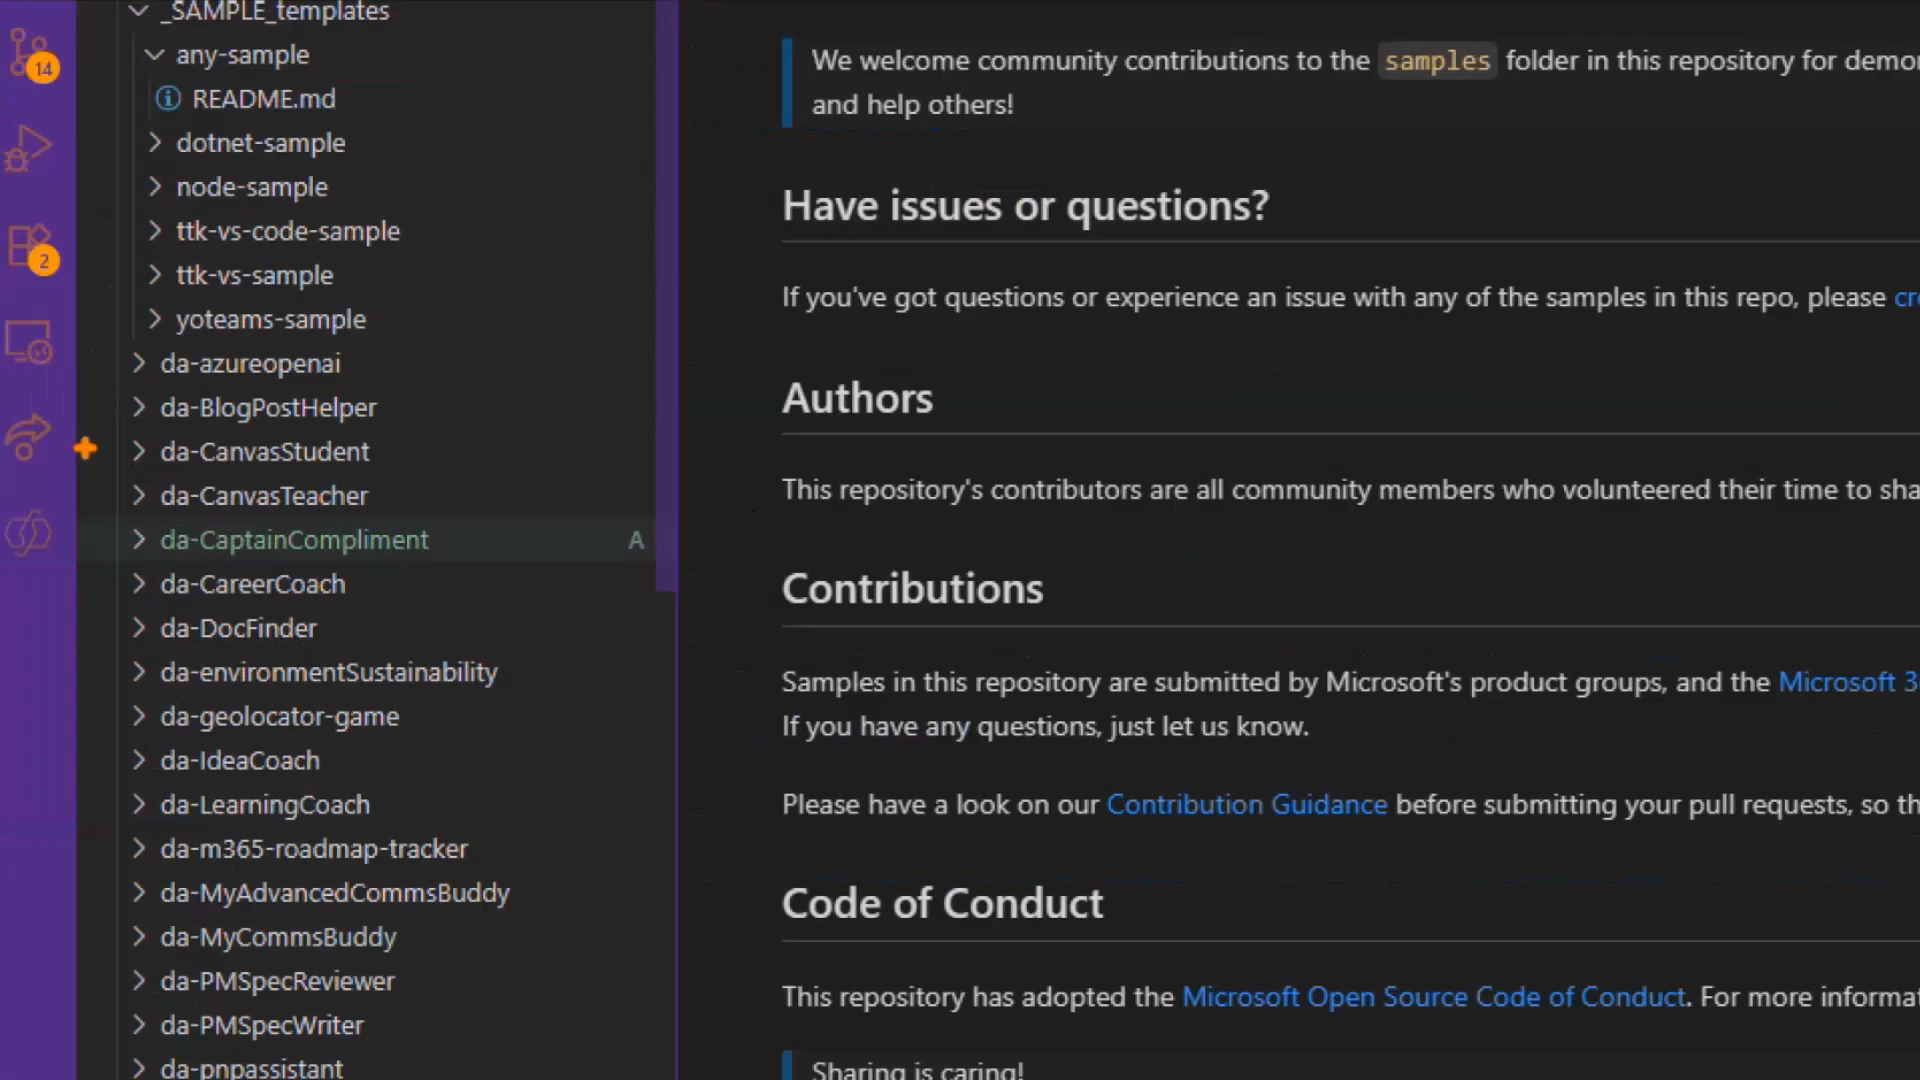 _SAMPLE_templates
any-sample
README.md
dotnet-sample
node-sample
ttk-vs-code-sample
ttk-vs-sample
yoteams-sample
da-azureopenai
da-BlogPostHelper
da-CanvasStudent
da-CanvasTeacher
da-CaptainCompliment A
da-CareerCoach
da-DocFinder
da-environmentSustainability
da-geolocator-game
da-IdeaCoach
da-LearningCoach
da-m365-roadmap-tracker
da-MyAdvancedCommsBuddy
da-MyCommsBuddy
da-PMSpecReviewer
da-PMSpecWriter
da-pnpassistant
14
2
We welcome community contributions to the samples folder in this repository for demo
and help others!
Have issues or questions?
If you've got questions or experience an issue with any of the samples in this repo, please cr
Authors
This repository's contributors are all community members who volunteered their time to sha
Contributions
Samples in this repository are submitted by Microsoft's product groups, and the Microsoft 3
If you have any questions, just let us know.
Please have a look on our Contribution Guidance before submitting your pull requests, so th
Code of Conduct
This repository has adopted the Microsoft Open Source Code of Conduct. For more informat
Sharing is caring!